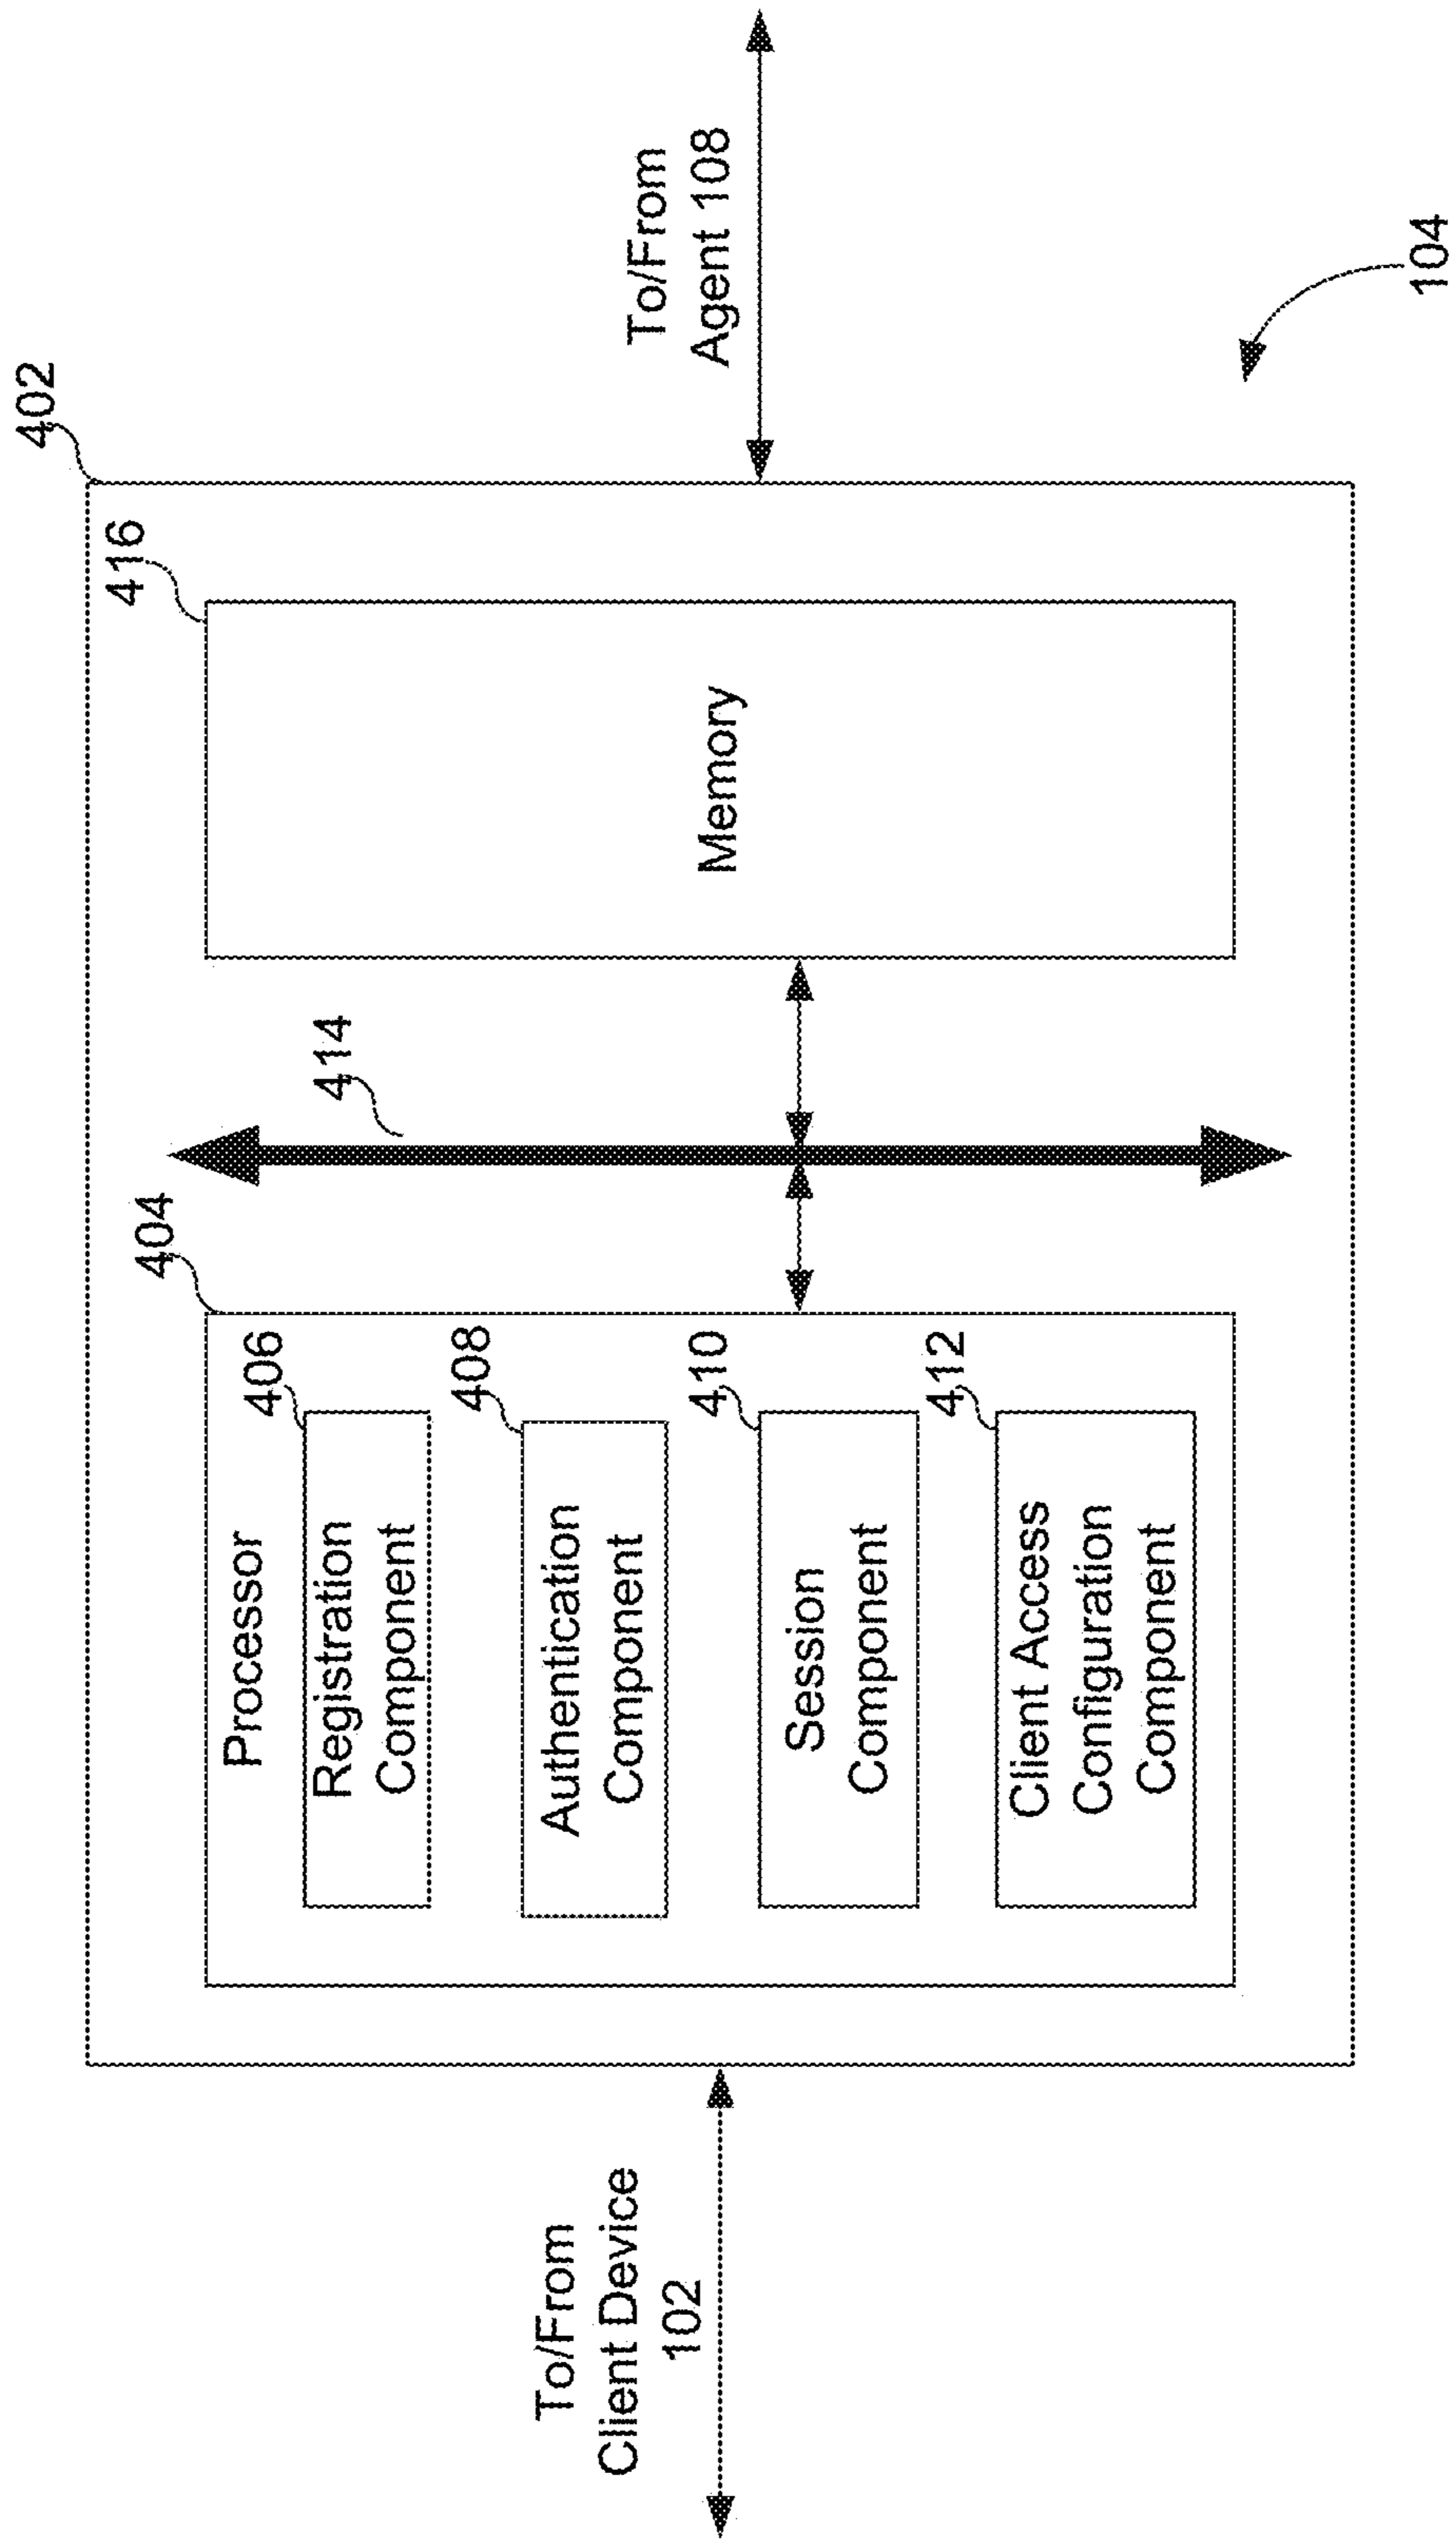 402
404
Processor
406
Registration
Component
408
Authentication
Component
410
Session
Component
412
Client Access
Configuration
Component
414
416
Memory
To/From
Client Device
102
To/From
Agent 108
104